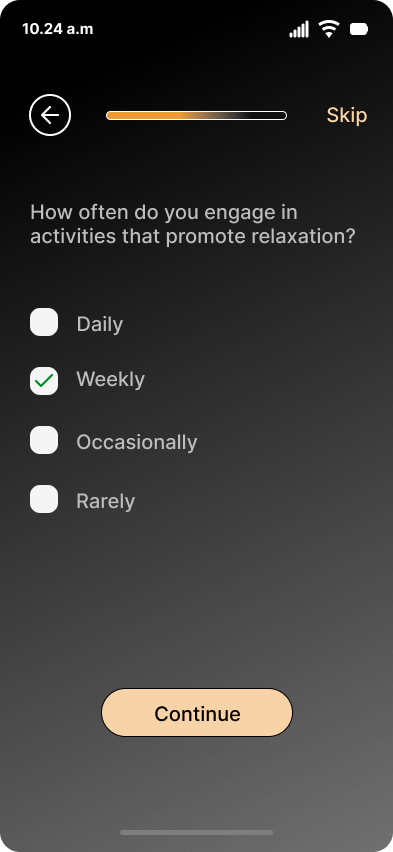 10.24 a.m
Skip
How often do you engage in
activities that promote relaxation?
Daily
Weekly
Occasionally
Rarely
Continue